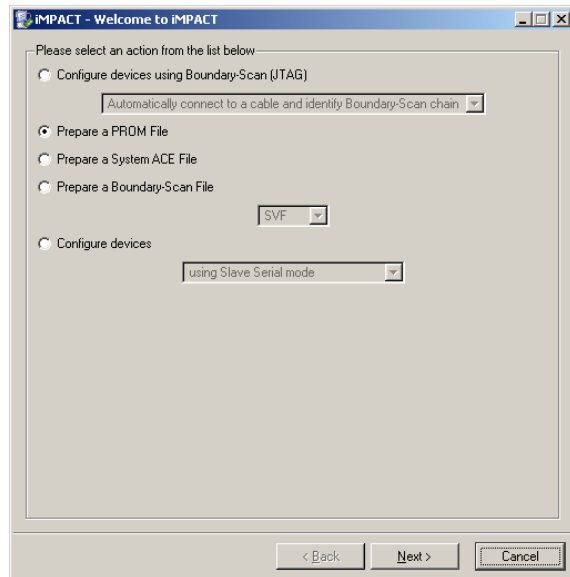 iMPACT - Welcome to iMPACT
Please select an action from the list below
Configure devices using Boundary-Scan (JTAG)
Automatically connect to a cable and identify Boundary-Scan chain
Prepare a PROM File
Prepare a System ACE File
Prepare a Boundary-Scan File
SVF
Configure devices
using Slave Serial mode
< Back Next > Cancel